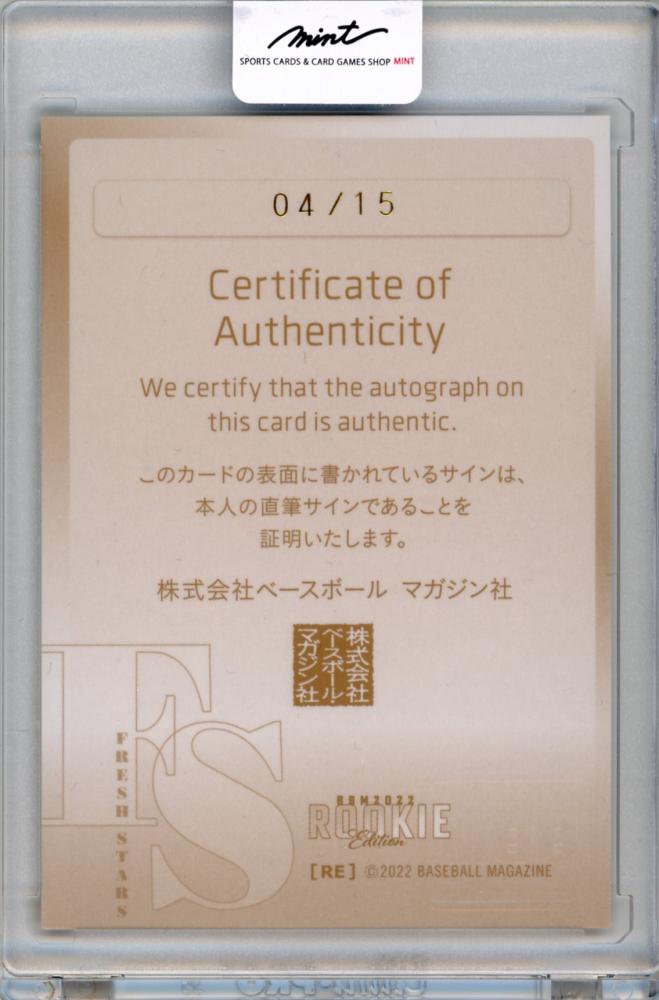 mint
SPORTS CARDS & CARD GAMES SHOP MINT
04/15
Certificate of
Authenticity
We certify that the autograph on
this card is authentic.
このカードの表面に書かれているサインは、
本人の直筆サインであることを
証明いたします。
株式会社ベースボール マガジン社
株式会社
ベースボール・
マガジン社
FS
FRESH STARS
BBM2022
ROOKIE
Edition
[RE] ©2022 BASEBALL MAGAZINE